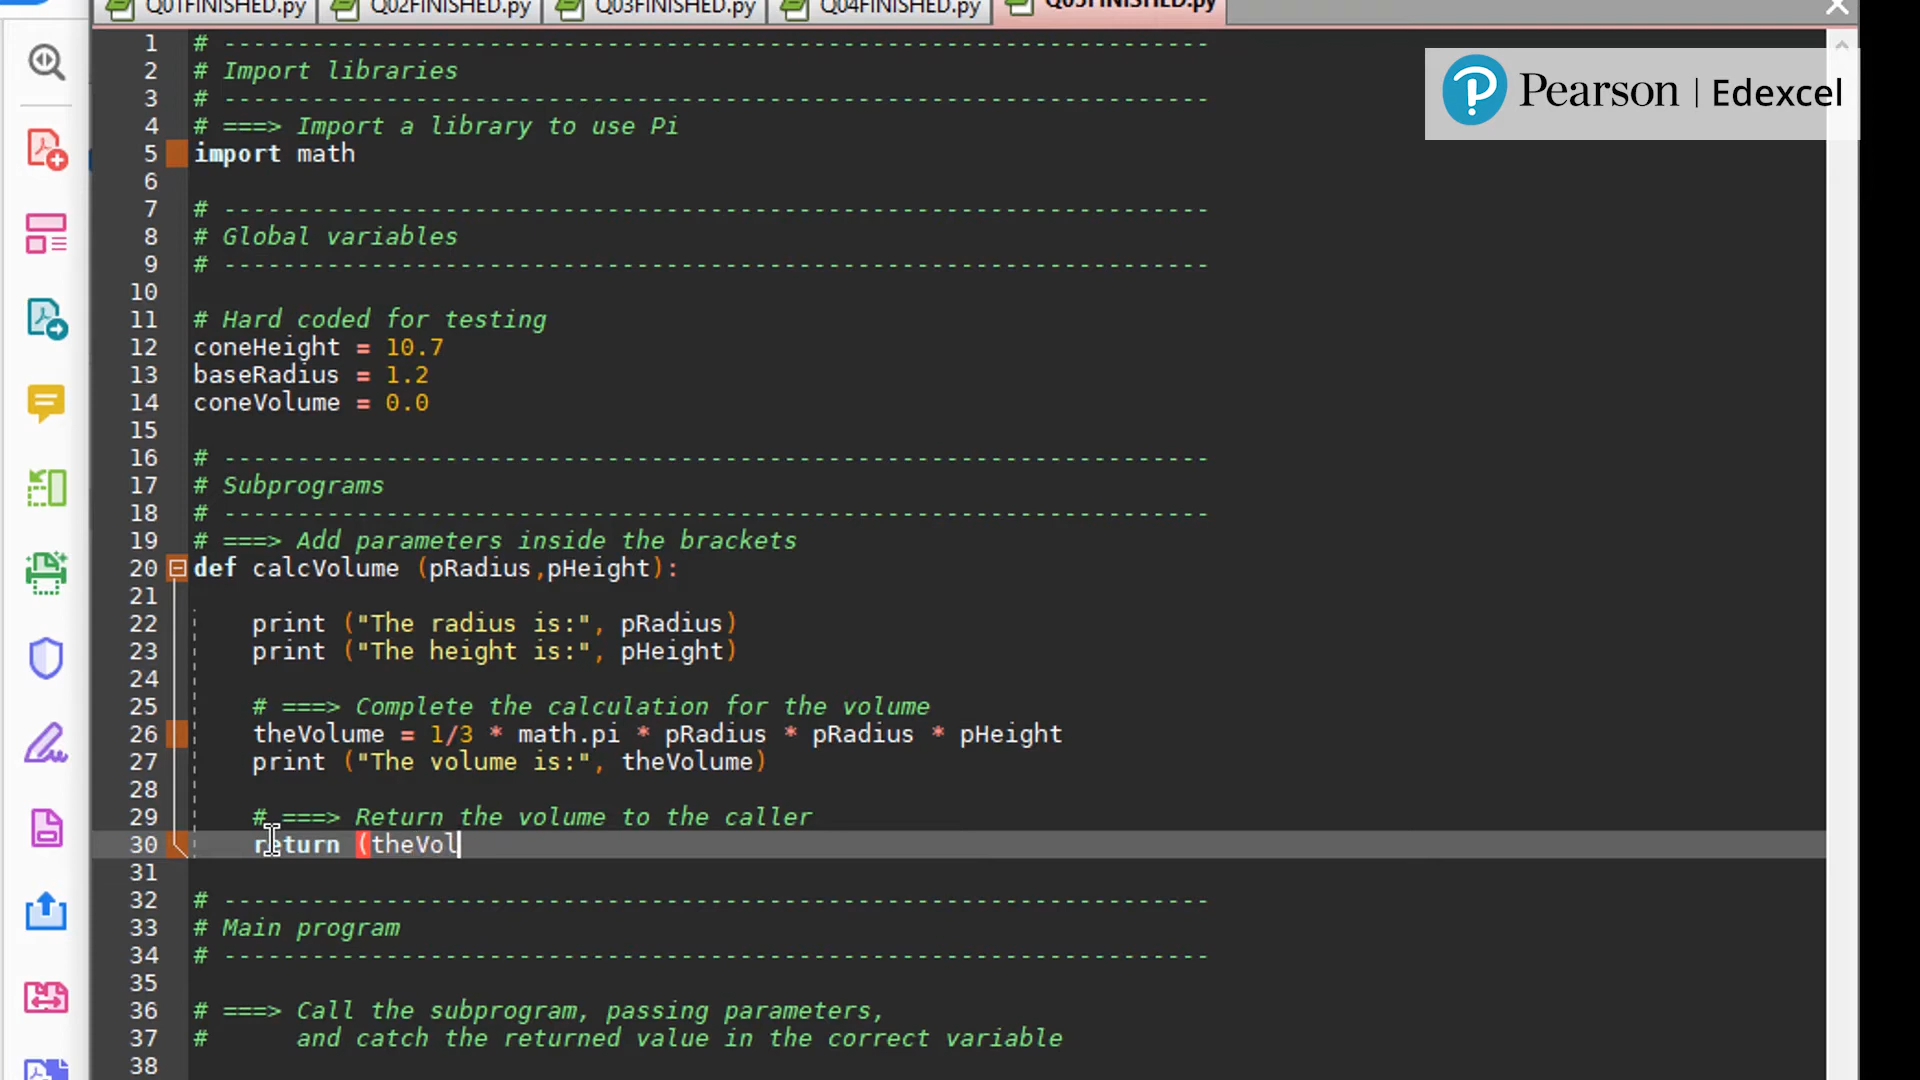 Q01FINISHED.py Q02FINISHED.py Q03FINISHED.py Q04FINISHED.py Q05FINISHED.py
Pearson | Edexcel
1 # -------------------------------------------------------------------
2 # Import libraries
3 # -------------------------------------------------------------------
4 # ===> Import a library to use Pi
5 import math
6
7 # -------------------------------------------------------------------
8 # Global variables
9 # -------------------------------------------------------------------
10
11 # Hard coded for testing
12 coneHeight = 10.7
13 baseRadius = 1.2
14 coneVolume = 0.0
15
16 # -------------------------------------------------------------------
17 # Subprograms
18 # -------------------------------------------------------------------
19 # ===> Add parameters inside the brackets
20 def calcVolume (pRadius,pHeight):
21
22     print ("The radius is:", pRadius)
23     print ("The height is:", pHeight)
24
25     # ===> Complete the calculation for the volume
26     theVolume = 1/3 * math.pi * pRadius * pRadius * pHeight
27     print ("The volume is:", theVolume)
28
29     # ===> Return the volume to the caller
30     return (theVol
31
32 # -------------------------------------------------------------------
33 # Main program
34 # -------------------------------------------------------------------
35
36 # ===> Call the subprogram, passing parameters,
37 #      and catch the returned value in the correct variable
38